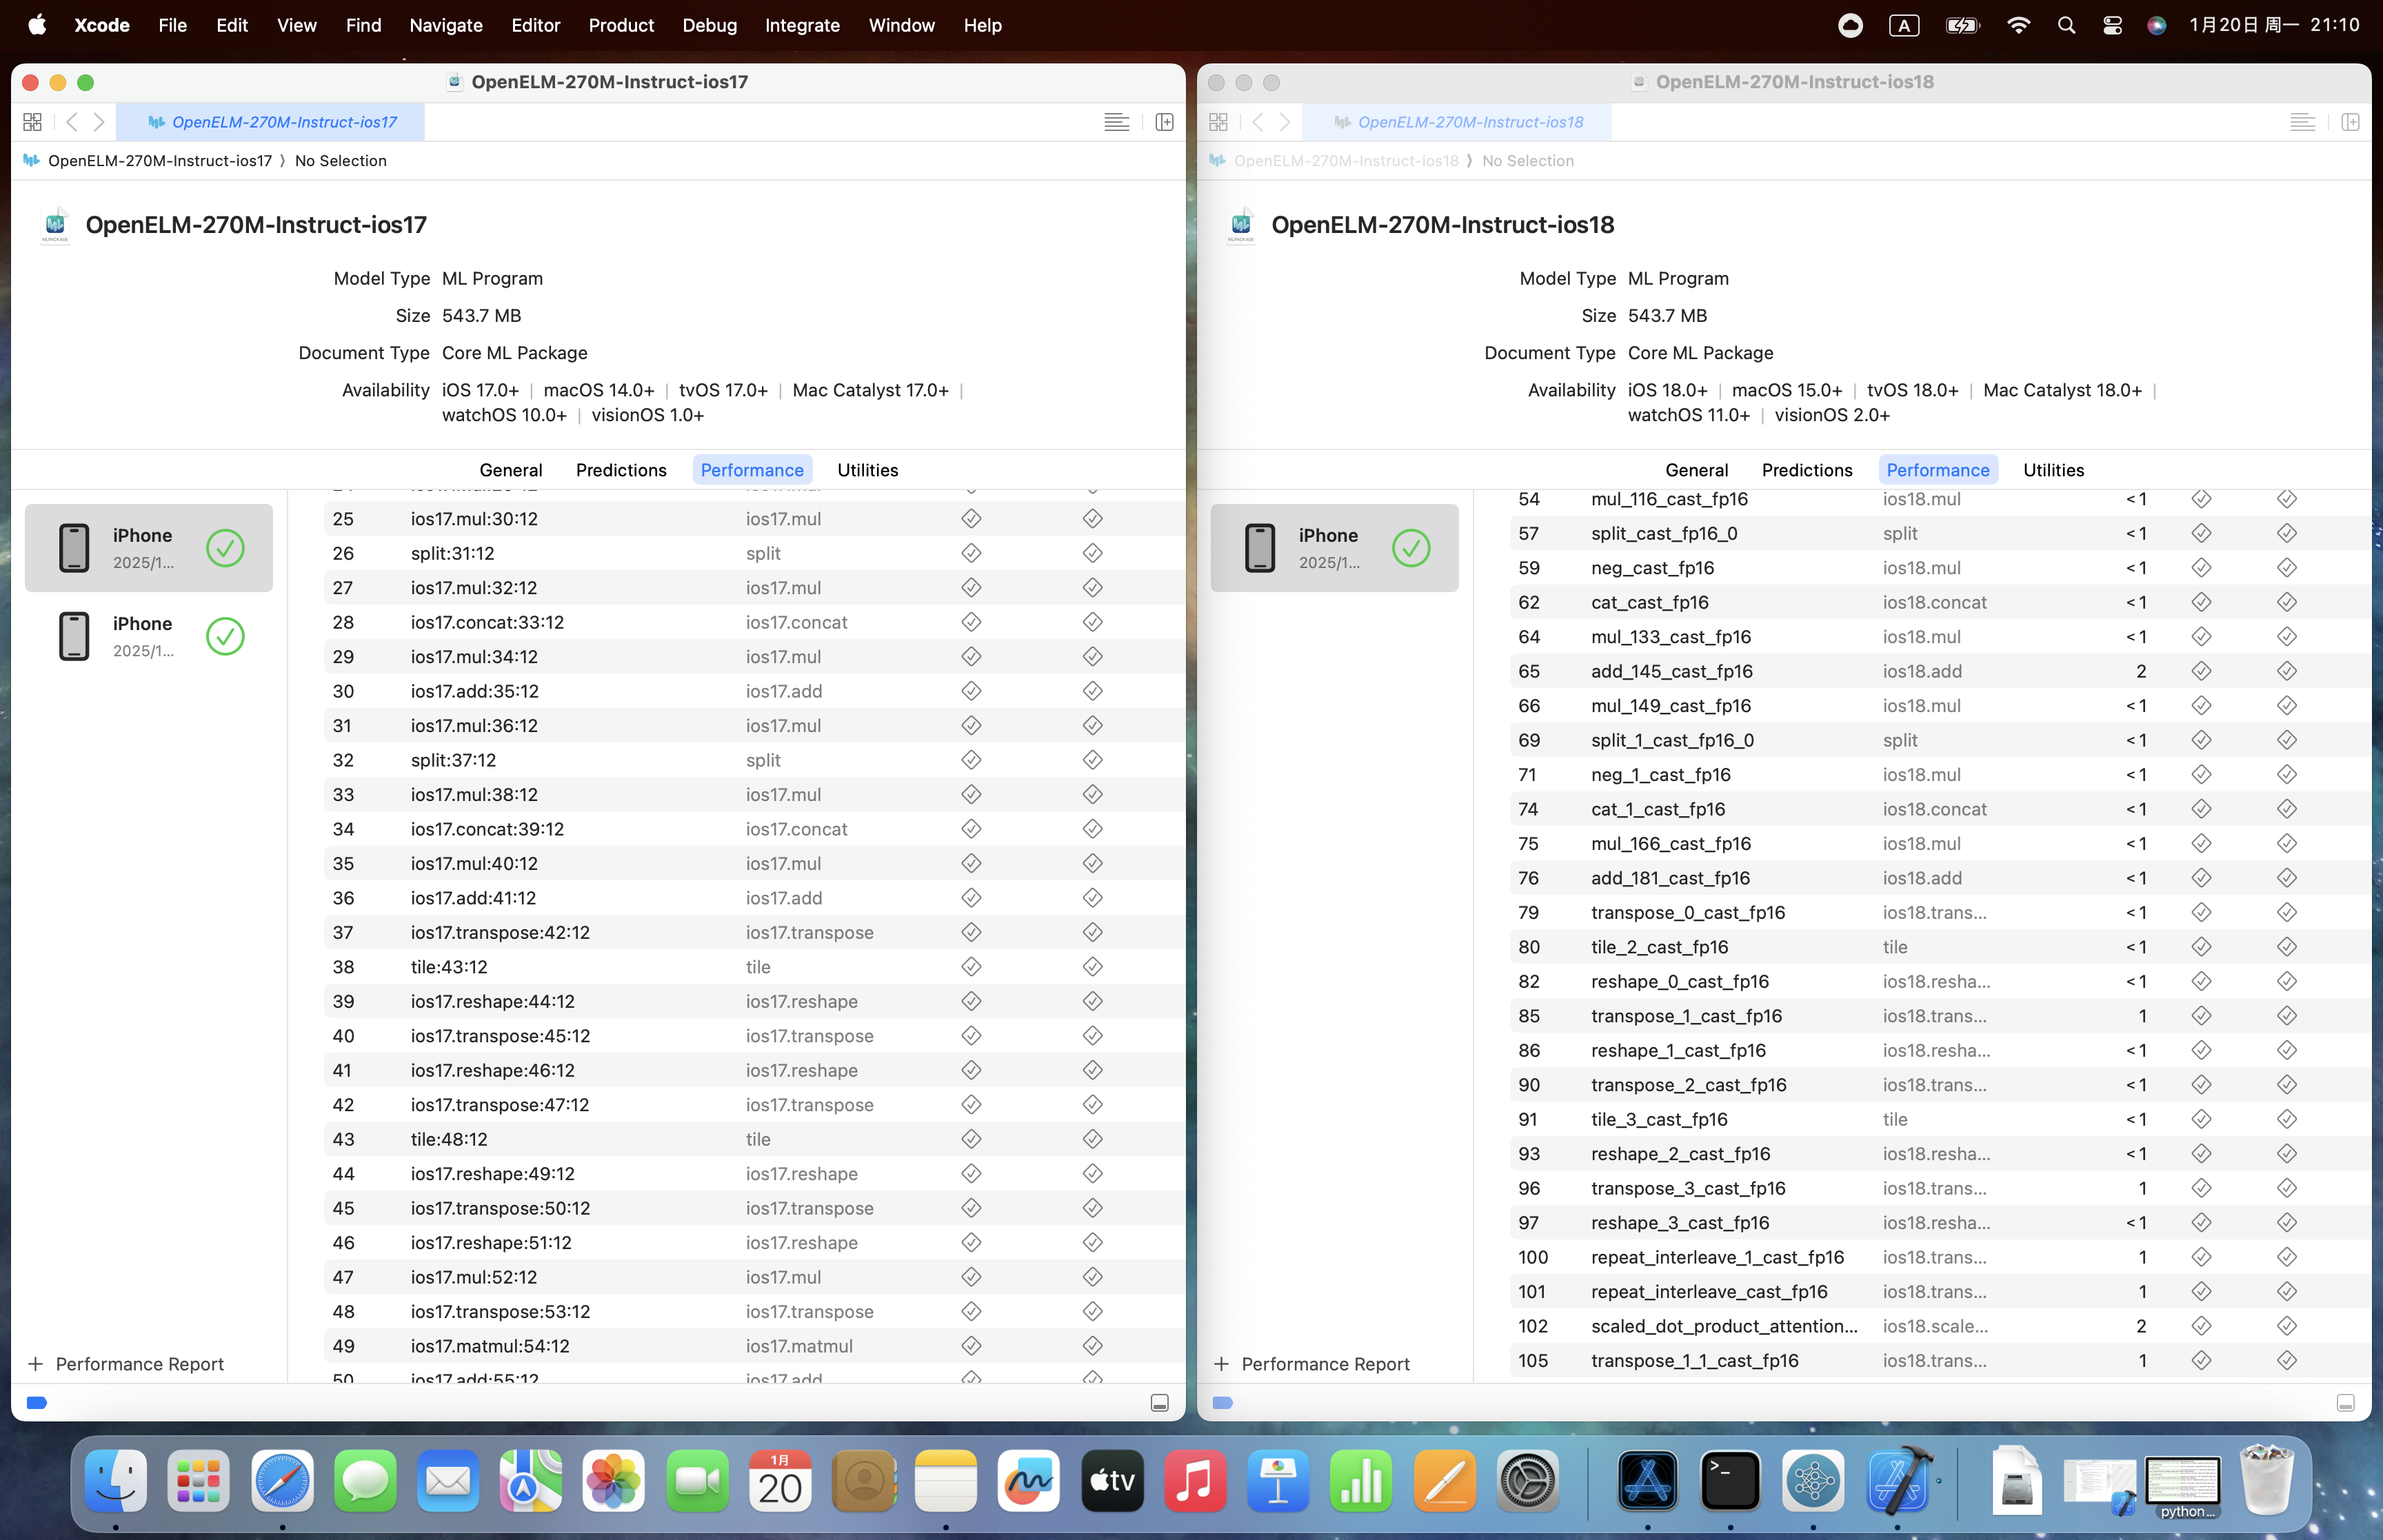 Xcode File Edit View Find Navigate Editor Product Debug Integrate Window Help A 1月20日 周一 21:10
OpenELM-270M-Instruct-ios17
OpenELM-270M-Instruct-ios17
OpenELM-270M-Instruct-ios17 ⟩ No Selection
MLPACKAGE
OpenELM-270M-Instruct-ios17
Model Type ML Program
Size 543.7 MB
Document Type Core ML Package
Availability iOS 17.0+ | macOS 14.0+ | tvOS 17.0+ | Mac Catalyst 17.0+ |
watchOS 10.0+ | visionOS 1.0+
General Predictions Performance Utilities
iPhone
2025/1...
iPhone
2025/1...
25 ios17.mul:30:12 ios17.mul
26 split:31:12 split
27 ios17.mul:32:12 ios17.mul
28 ios17.concat:33:12 ios17.concat
29 ios17.mul:34:12 ios17.mul
30 ios17.add:35:12 ios17.add
31 ios17.mul:36:12 ios17.mul
32 split:37:12 split
33 ios17.mul:38:12 ios17.mul
34 ios17.concat:39:12 ios17.concat
35 ios17.mul:40:12 ios17.mul
36 ios17.add:41:12 ios17.add
37 ios17.transpose:42:12 ios17.transpose
38 tile:43:12 tile
39 ios17.reshape:44:12 ios17.reshape
40 ios17.transpose:45:12 ios17.transpose
41 ios17.reshape:46:12 ios17.reshape
42 ios17.transpose:47:12 ios17.transpose
43 tile:48:12 tile
44 ios17.reshape:49:12 ios17.reshape
45 ios17.transpose:50:12 ios17.transpose
46 ios17.reshape:51:12 ios17.reshape
47 ios17.mul:52:12 ios17.mul
48 ios17.transpose:53:12 ios17.transpose
49 ios17.matmul:54:12 ios17.matmul
50 ios17.add:55:12 ios17.add
+ Performance Report
OpenELM-270M-Instruct-ios18
OpenELM-270M-Instruct-ios18
OpenELM-270M-Instruct-ios18 ⟩ No Selection
MLPACKAGE
OpenELM-270M-Instruct-ios18
Model Type ML Program
Size 543.7 MB
Document Type Core ML Package
Availability iOS 18.0+ | macOS 15.0+ | tvOS 18.0+ | Mac Catalyst 18.0+ |
watchOS 11.0+ | visionOS 2.0+
General Predictions Performance Utilities
iPhone
2025/1...
54 mul_116_cast_fp16 ios18.mul <1
57 split_cast_fp16_0 split <1
59 neg_cast_fp16 ios18.mul <1
62 cat_cast_fp16 ios18.concat <1
64 mul_133_cast_fp16 ios18.mul <1
65 add_145_cast_fp16 ios18.add 2
66 mul_149_cast_fp16 ios18.mul <1
69 split_1_cast_fp16_0 split <1
71 neg_1_cast_fp16 ios18.mul <1
74 cat_1_cast_fp16 ios18.concat <1
75 mul_166_cast_fp16 ios18.mul <1
76 add_181_cast_fp16 ios18.add <1
79 transpose_0_cast_fp16 ios18.trans... <1
80 tile_2_cast_fp16 tile <1
82 reshape_0_cast_fp16 ios18.resha... <1
85 transpose_1_cast_fp16 ios18.trans... 1
86 reshape_1_cast_fp16 ios18.resha... <1
90 transpose_2_cast_fp16 ios18.trans... <1
91 tile_3_cast_fp16 tile <1
93 reshape_2_cast_fp16 ios18.resha... <1
96 transpose_3_cast_fp16 ios18.trans... 1
97 reshape_3_cast_fp16 ios18.resha... <1
100 repeat_interleave_1_cast_fp16 ios18.trans... 1
101 repeat_interleave_cast_fp16 ios18.trans... 1
102 scaled_dot_product_attention... ios18.scale... 2
105 transpose_1_1_cast_fp16 ios18.trans... 1
+ Performance Report
1月
20
tv
>_
python...